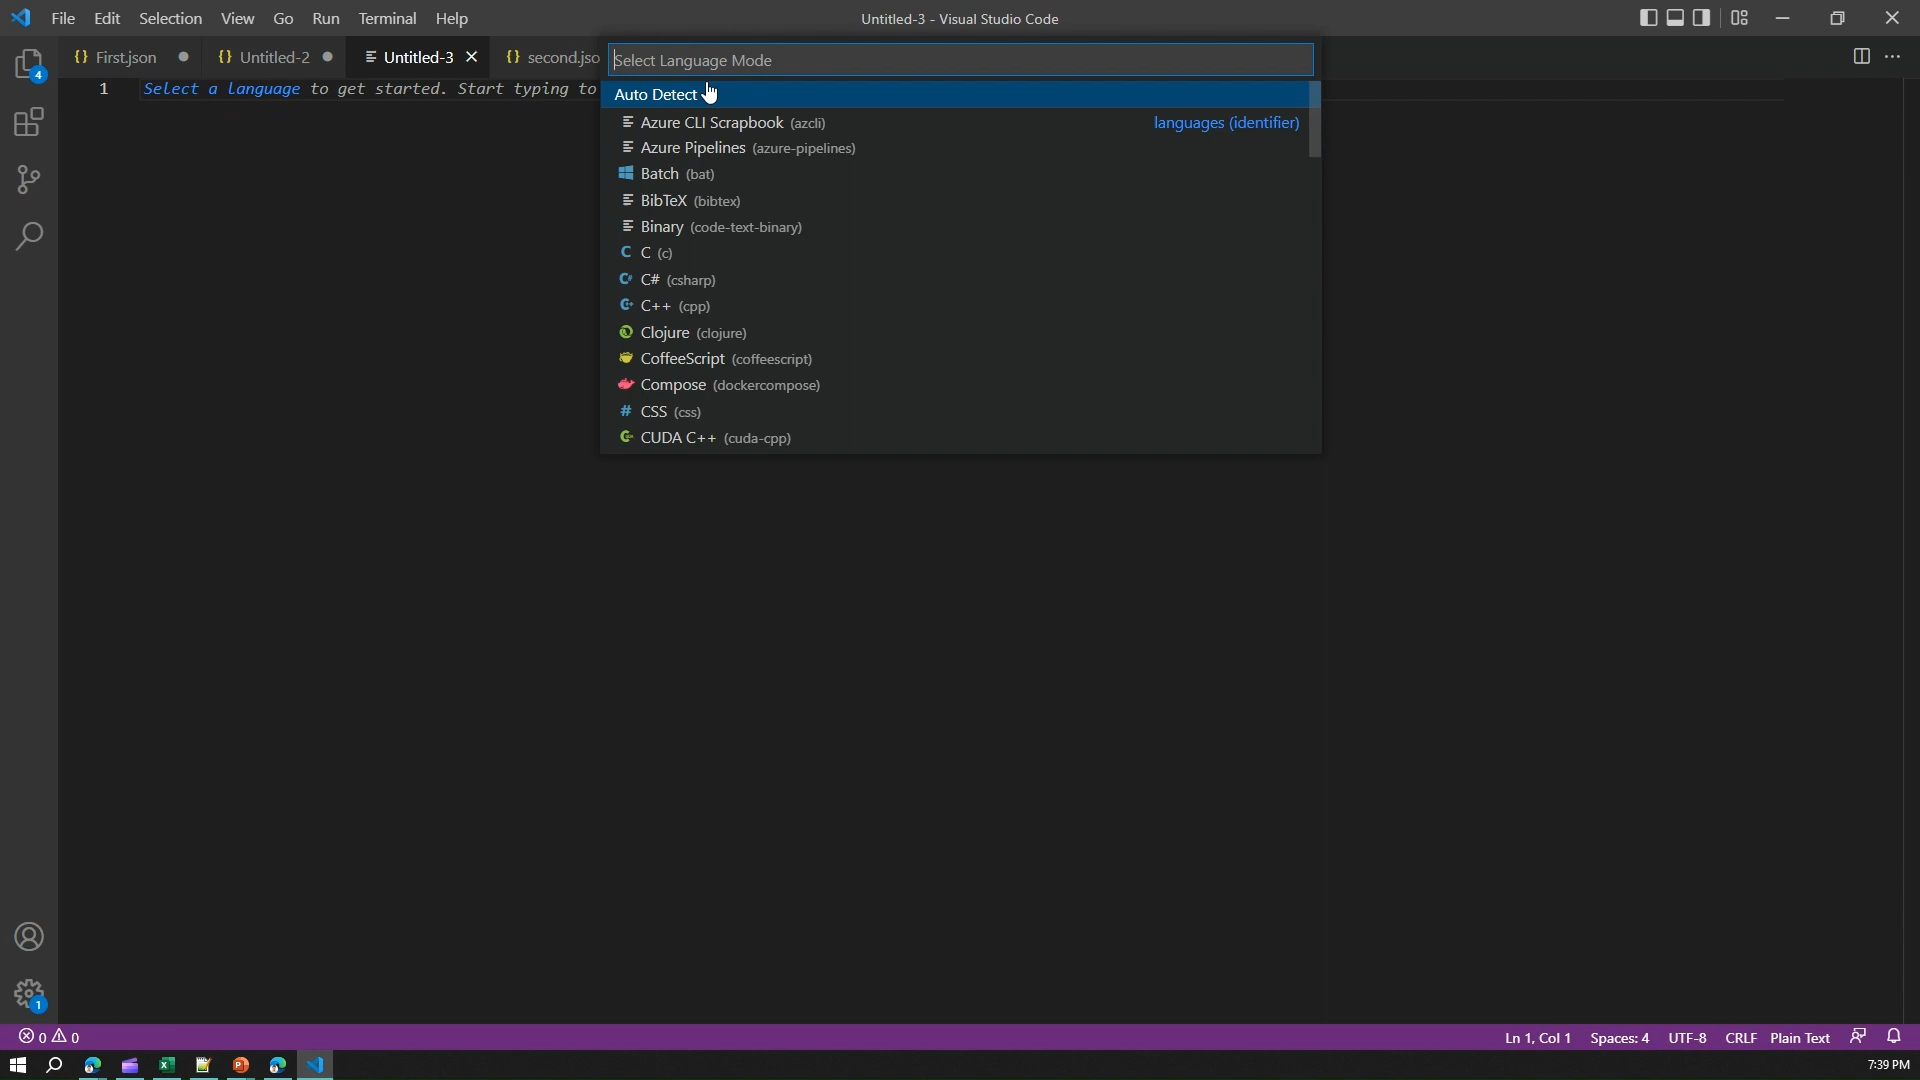 File Edit Selection View Go Run Terminal Help
Untitled-3 - Visual Studio Code
4
First.json
Untitled-2
Untitled-3
second.jso
Select Language Mode
1 Select a language to get started. Start typing to
Auto Detect
Azure CLI Scrapbook (azcli) languages (identifier)
Azure Pipelines (azure-pipelines)
Batch (bat)
BibTeX (bibtex)
Binary (code-text-binary)
C (c)
C# (csharp)
C++ (cpp)
Clojure (clojure)
CoffeeScript (coffeescript)
Compose (dockercompose)
CSS (css)
CUDA C++ (cuda-cpp)
1
0 0
Ln 1, Col 1 Spaces: 4 UTF-8 CRLF Plain Text
7:39 PM